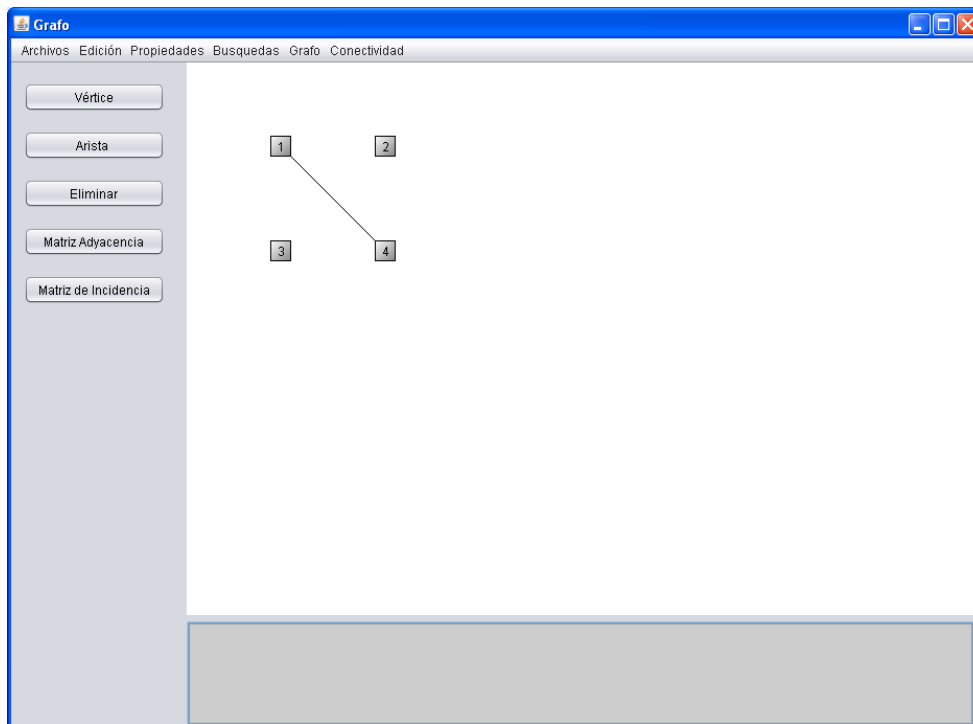 Grafo
Archivos Edición Propiedades Busquedas Grafo Conectividad
Vértice
Arista
Eliminar
Matriz Adyacencia
Matriz de Incidencia
1 2
3 4